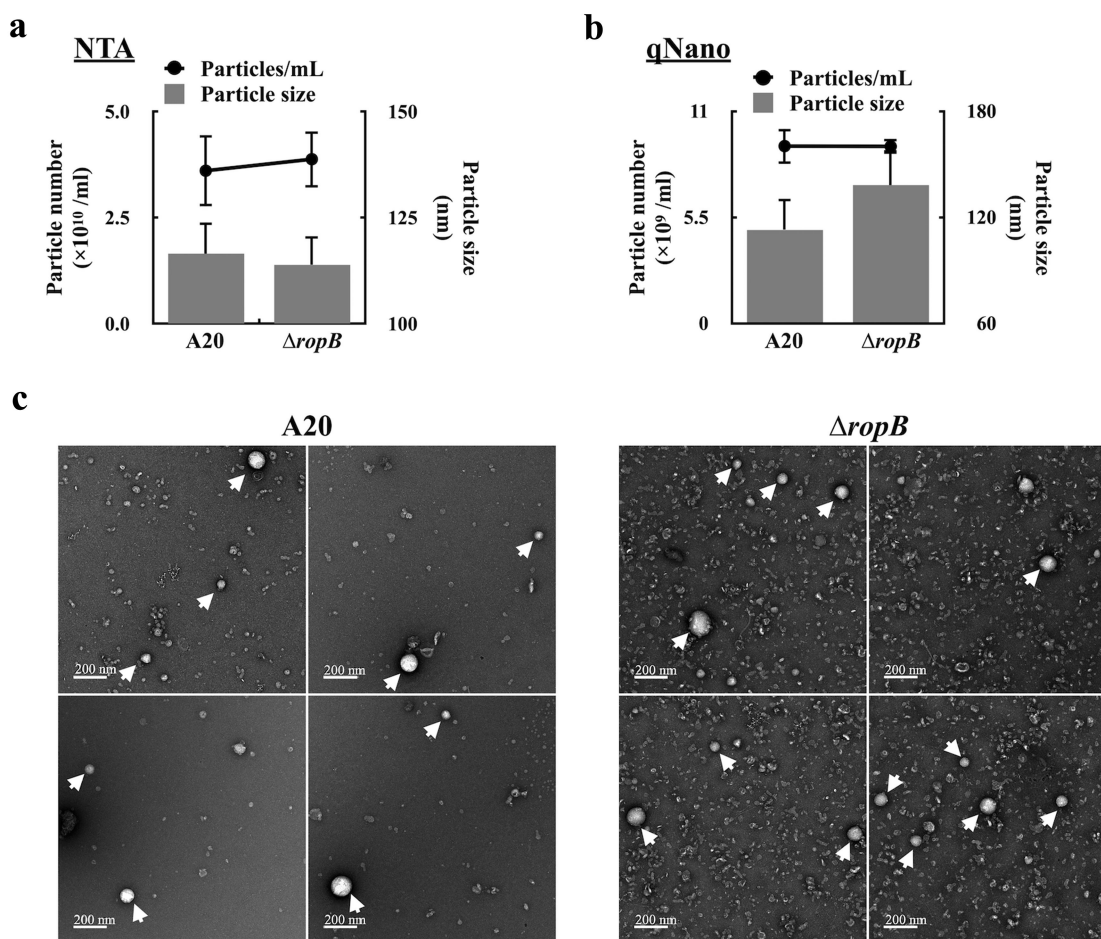 a
NTA
Particles/mL
Particle size
5.0
2.5
0.0
150
125
100
Particle number
(×10¹⁰ /ml)
Particle size
(nm)
A20
ΔropB
b
qNano
Particles/mL
Particle size
11
5.5
0
180
120
60
Particle number
(×10⁹ /ml)
Particle size
(nm)
A20
ΔropB
c
A20
ΔropB
200 nm
200 nm
200 nm
200 nm
200 nm
200 nm
200 nm
200 nm